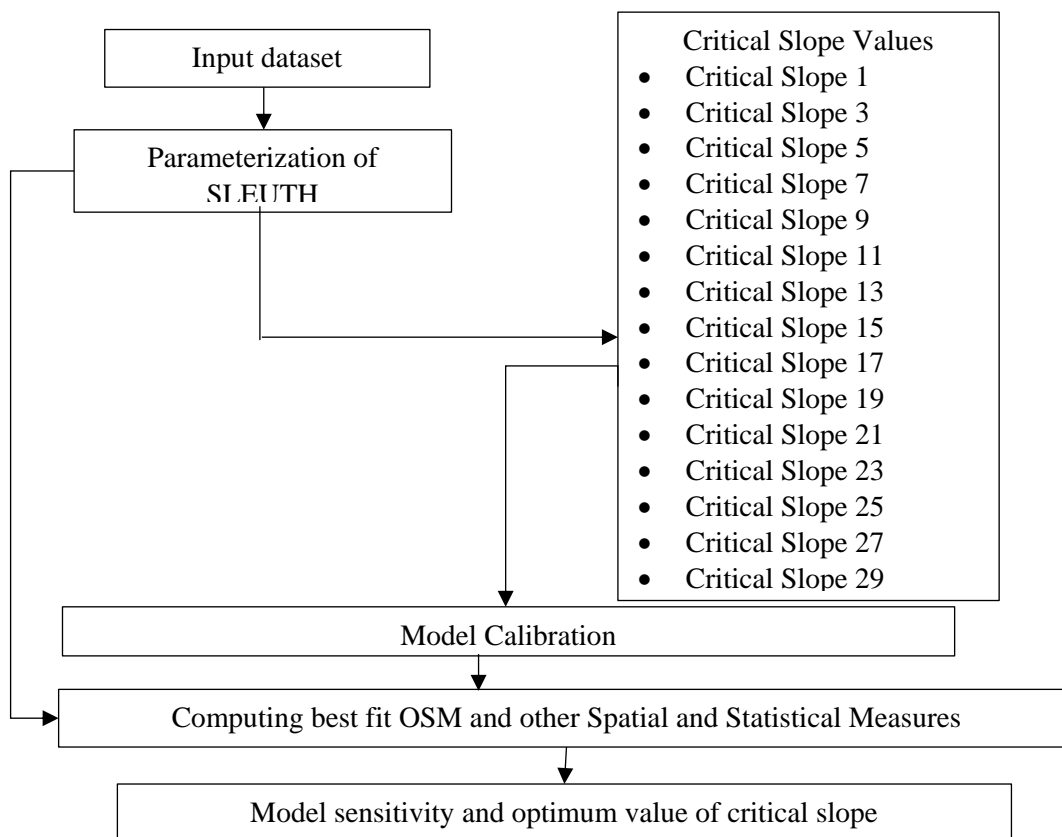 Input dataset
Parameterization of
SLEUTH
Critical Slope Values
• Critical Slope 1
• Critical Slope 3
• Critical Slope 5
• Critical Slope 7
• Critical Slope 9
• Critical Slope 11
• Critical Slope 13
• Critical Slope 15
• Critical Slope 17
• Critical Slope 19
• Critical Slope 21
• Critical Slope 23
• Critical Slope 25
• Critical Slope 27
• Critical Slope 29
Model Calibration
Computing best fit OSM and other Spatial and Statistical Measures
Model sensitivity and optimum value of critical slope